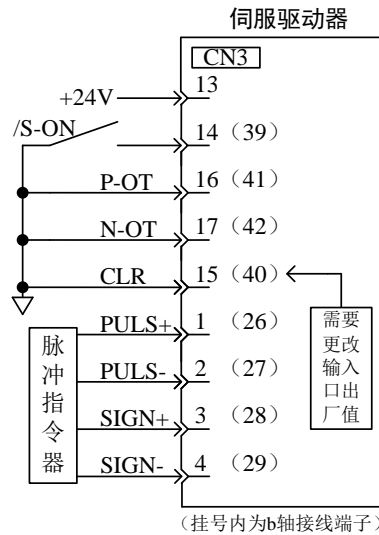 伺服驱动器
CN3
+24V 13
/S-ON 14（39）
P-OT 16（41）
N-OT 17（42）
CLR 15（40）
PULS+ 1（26）
PULS- 2（27）
SIGN+ 3（28）
SIGN- 4（29）
脉冲指令器
需要
更改
输入
口出
厂值
（挂号内为b轴接线端子）